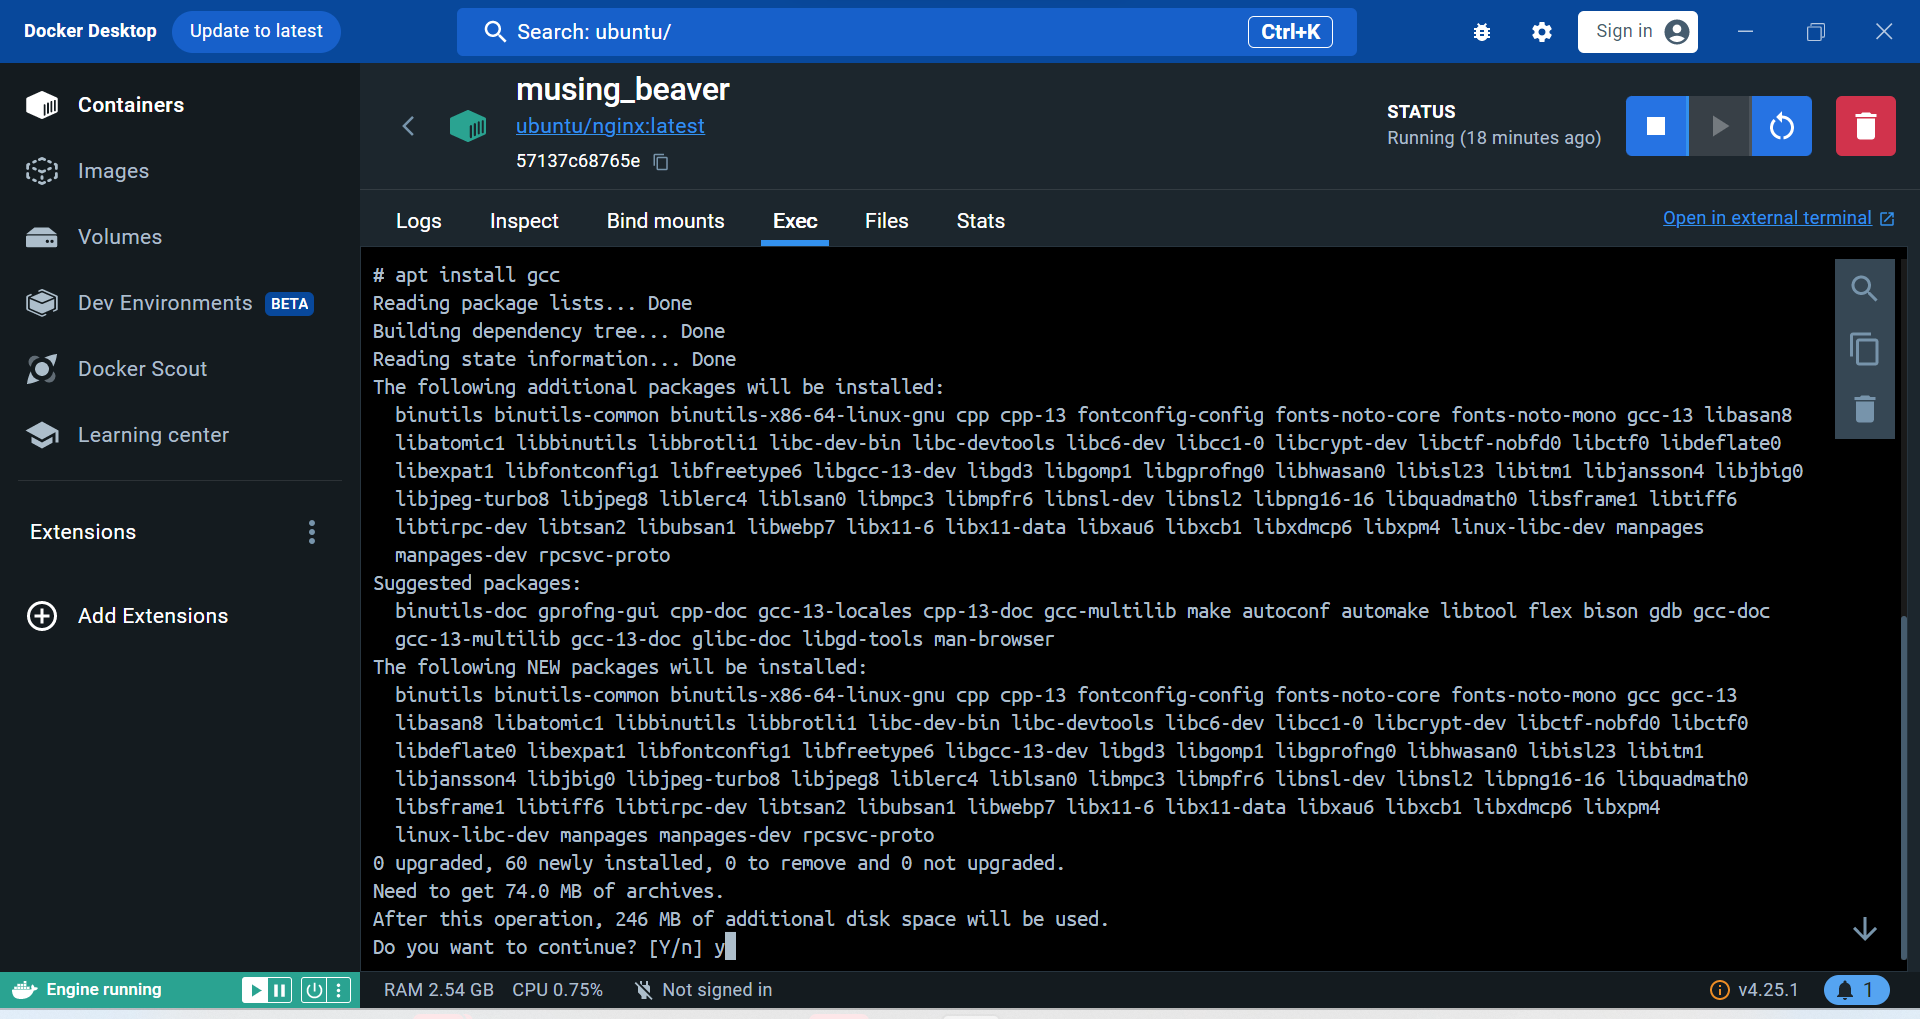 Docker Desktop
Update to latest
Search: ubuntu/
Ctrl+K
Sign in
Containers
Images
Volumes
Dev Environments BETA
Docker Scout
Learning center
Extensions
Add Extensions
musing_beaver
ubuntu/nginx:latest
57137c68765e
STATUS
Running (18 minutes ago)
Logs Inspect Bind mounts Exec Files Stats
Open in external terminal
# apt install gcc
Reading package lists... Done
Building dependency tree... Done
Reading state information... Done
The following additional packages will be installed:
binutils binutils-common binutils-x86-64-linux-gnu cpp cpp-13 fontconfig-config fonts-noto-core fonts-noto-mono gcc-13 libasan8
libatomic1 libbinutils libbrotli1 libc-dev-bin libc-devtools libc6-dev libcc1-0 libcrypt-dev libctf-nobfd0 libctf0 libdeflate0
libexpat1 libfontconfig1 libfreetype6 libgcc-13-dev libgd3 libgomp1 libgprofng0 libhwasan0 libisl23 libitm1 libjansson4 libjbig0
libjpeg-turbo8 libjpeg8 liblerc4 liblsan0 libmpc3 libmpfr6 libnsl-dev libnsl2 libpng16-16 libquadmath0 libsframe1 libtiff6
libtirpc-dev libtsan2 libubsan1 libwebp7 libx11-6 libx11-data libxau6 libxcb1 libxdmcp6 libxpm4 linux-libc-dev manpages
manpages-dev rpcsvc-proto
Suggested packages:
binutils-doc gprofng-gui cpp-doc gcc-13-locales cpp-13-doc gcc-multilib make autoconf automake libtool flex bison gdb gcc-doc
gcc-13-multilib gcc-13-doc glibc-doc libgd-tools man-browser
The following NEW packages will be installed:
binutils binutils-common binutils-x86-64-linux-gnu cpp cpp-13 fontconfig-config fonts-noto-core fonts-noto-mono gcc gcc-13
libasan8 libatomic1 libbinutils libbrotli1 libc-dev-bin libc-devtools libc6-dev libcc1-0 libcrypt-dev libctf-nobfd0 libctf0
libdeflate0 libexpat1 libfontconfig1 libfreetype6 libgcc-13-dev libgd3 libgomp1 libgprofng0 libhwasan0 libisl23 libitm1
libjansson4 libjbig0 libjpeg-turbo8 libjpeg8 liblerc4 liblsan0 libmpc3 libmpfr6 libnsl-dev libnsl2 libpng16-16 libquadmath0
libsframe1 libtiff6 libtirpc-dev libtsan2 libubsan1 libwebp7 libx11-6 libx11-data libxau6 libxcb1 libxdmcp6 libxpm4
linux-libc-dev manpages manpages-dev rpcsvc-proto
0 upgraded, 60 newly installed, 0 to remove and 0 not upgraded.
Need to get 74.0 MB of archives.
After this operation, 246 MB of additional disk space will be used.
Do you want to continue? [Y/n] y
Engine running
RAM 2.54 GB CPU 0.75% Not signed in
v4.25.1
1